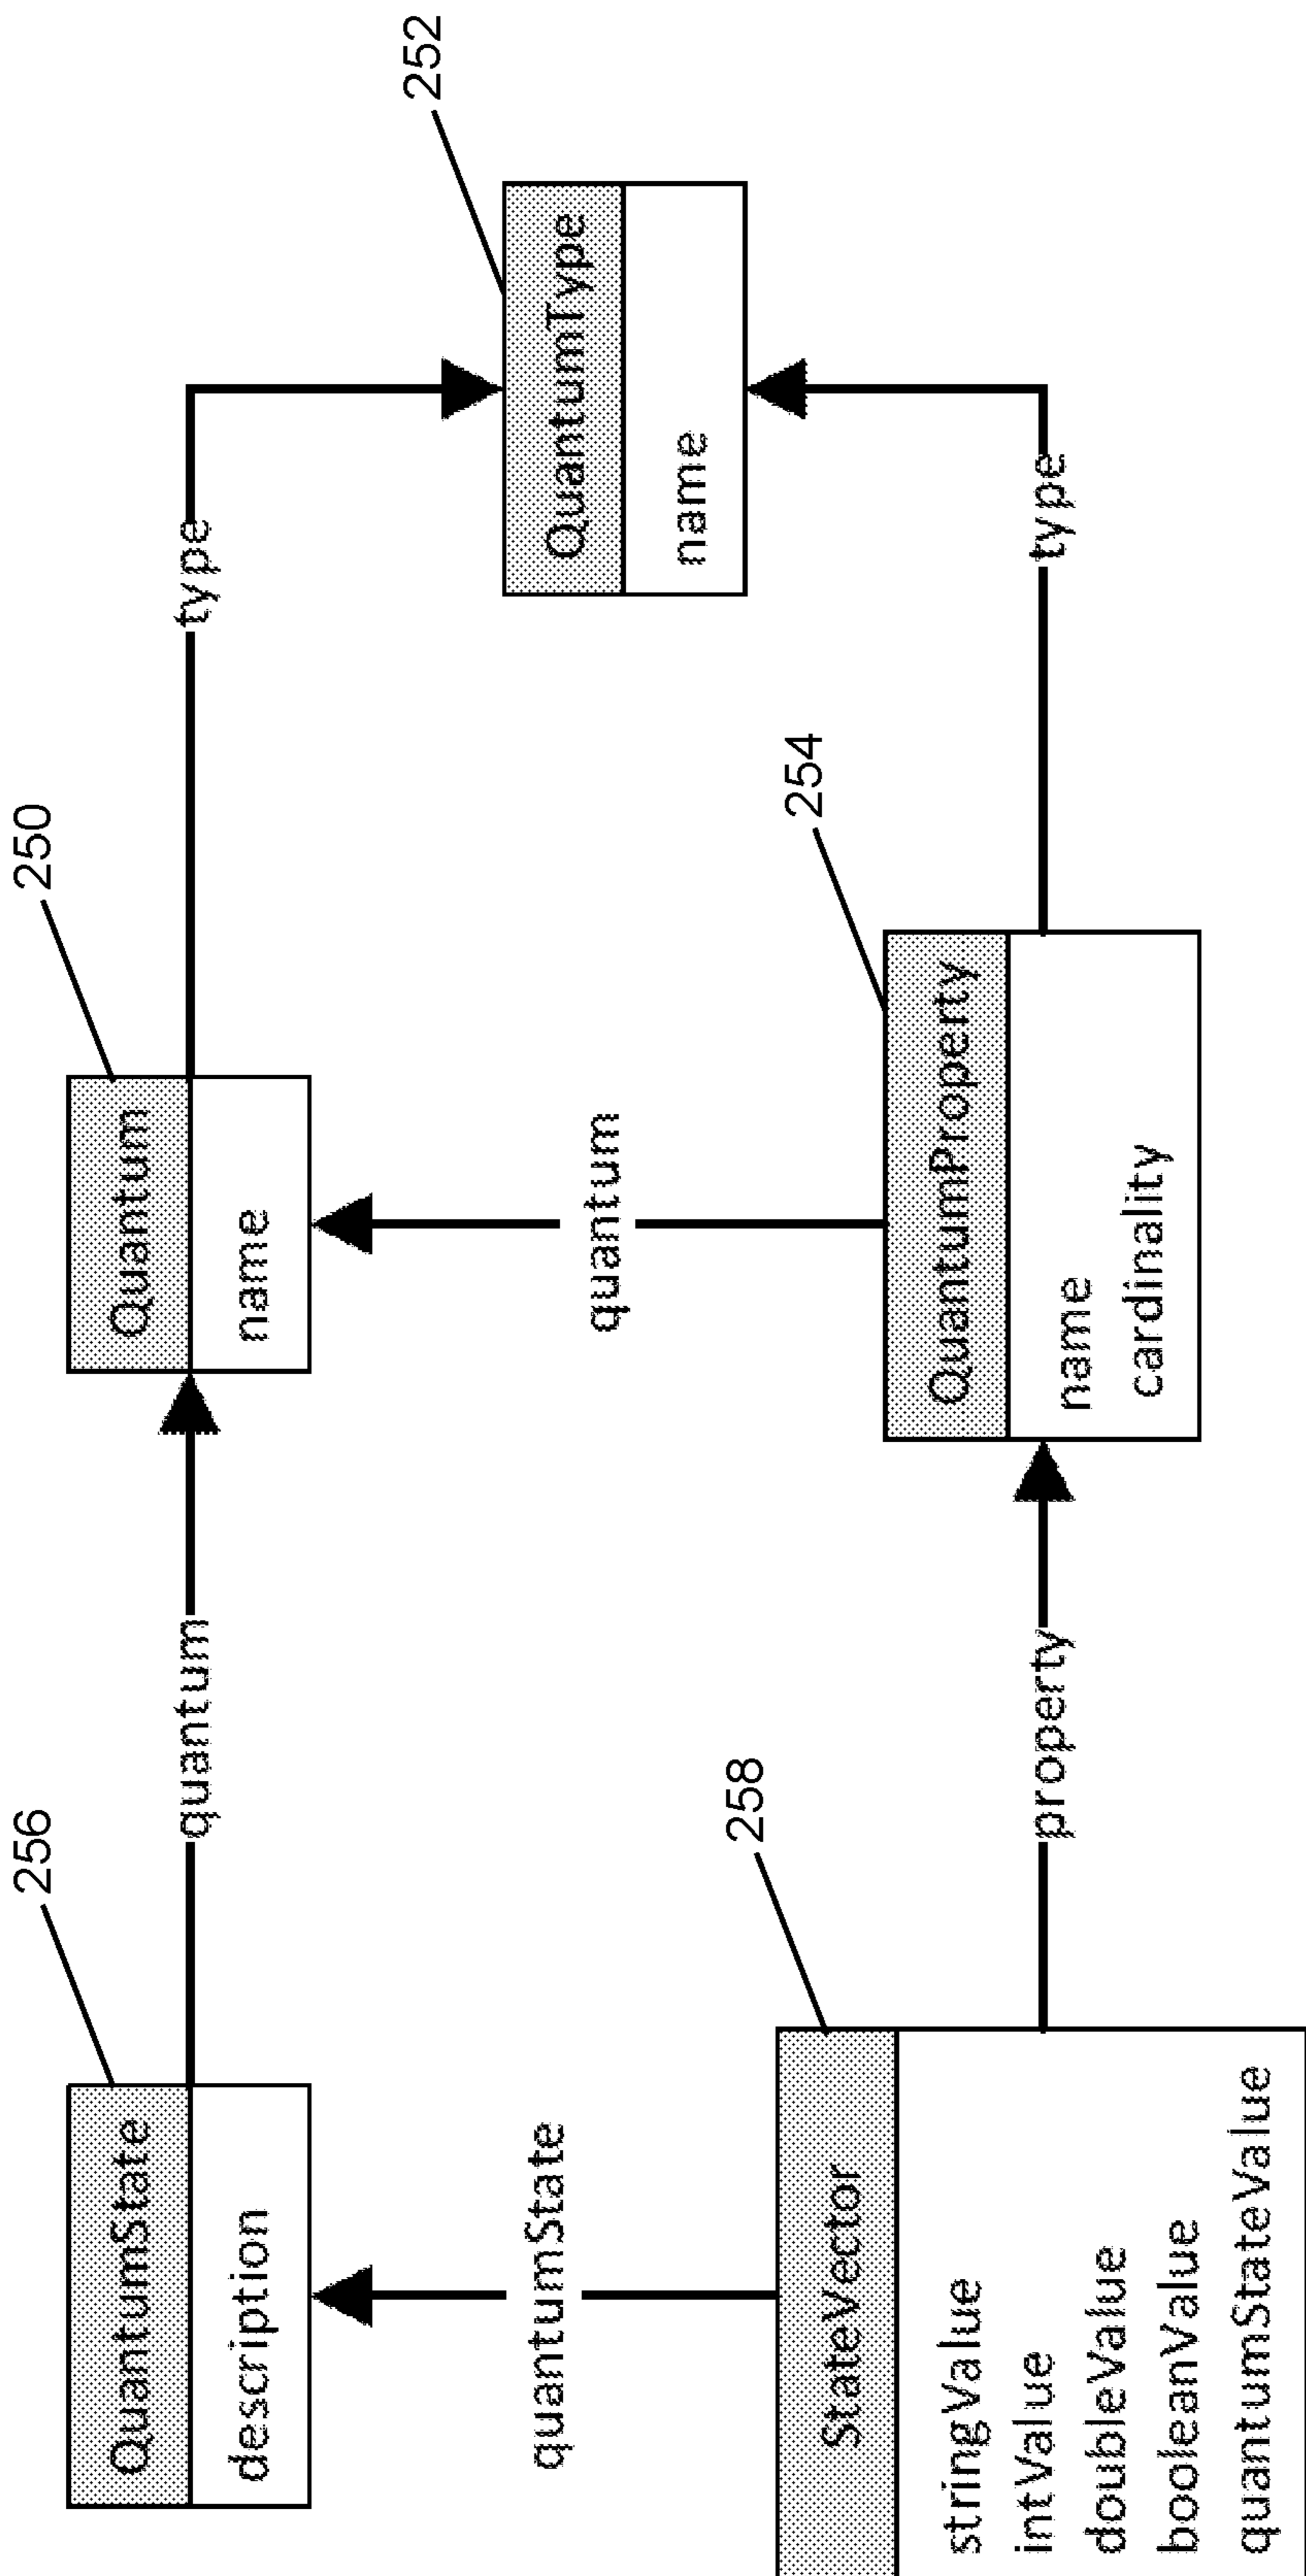 256
QuantumState
description
quantum
250
Quantum
name
type
252
QuantumType
name
quantumState
quantum
258
StateVector
stringValue
intValue
doubleValue
booleanValue
quantumStateValue
property
254
QuantumProperty
name
cardinality
type